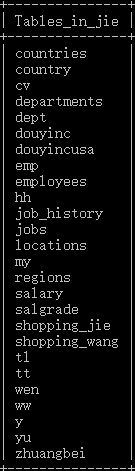 Tables_in_jie
countries
country
cv
departments
dept
douyinc
douyincusa
emp
employees
hh
job_history
jobs
locations
my
regions
salary
salgrade
shopping_jie
shopping_wang
tl
tt
wen
ww
y
yu
zhuangbei